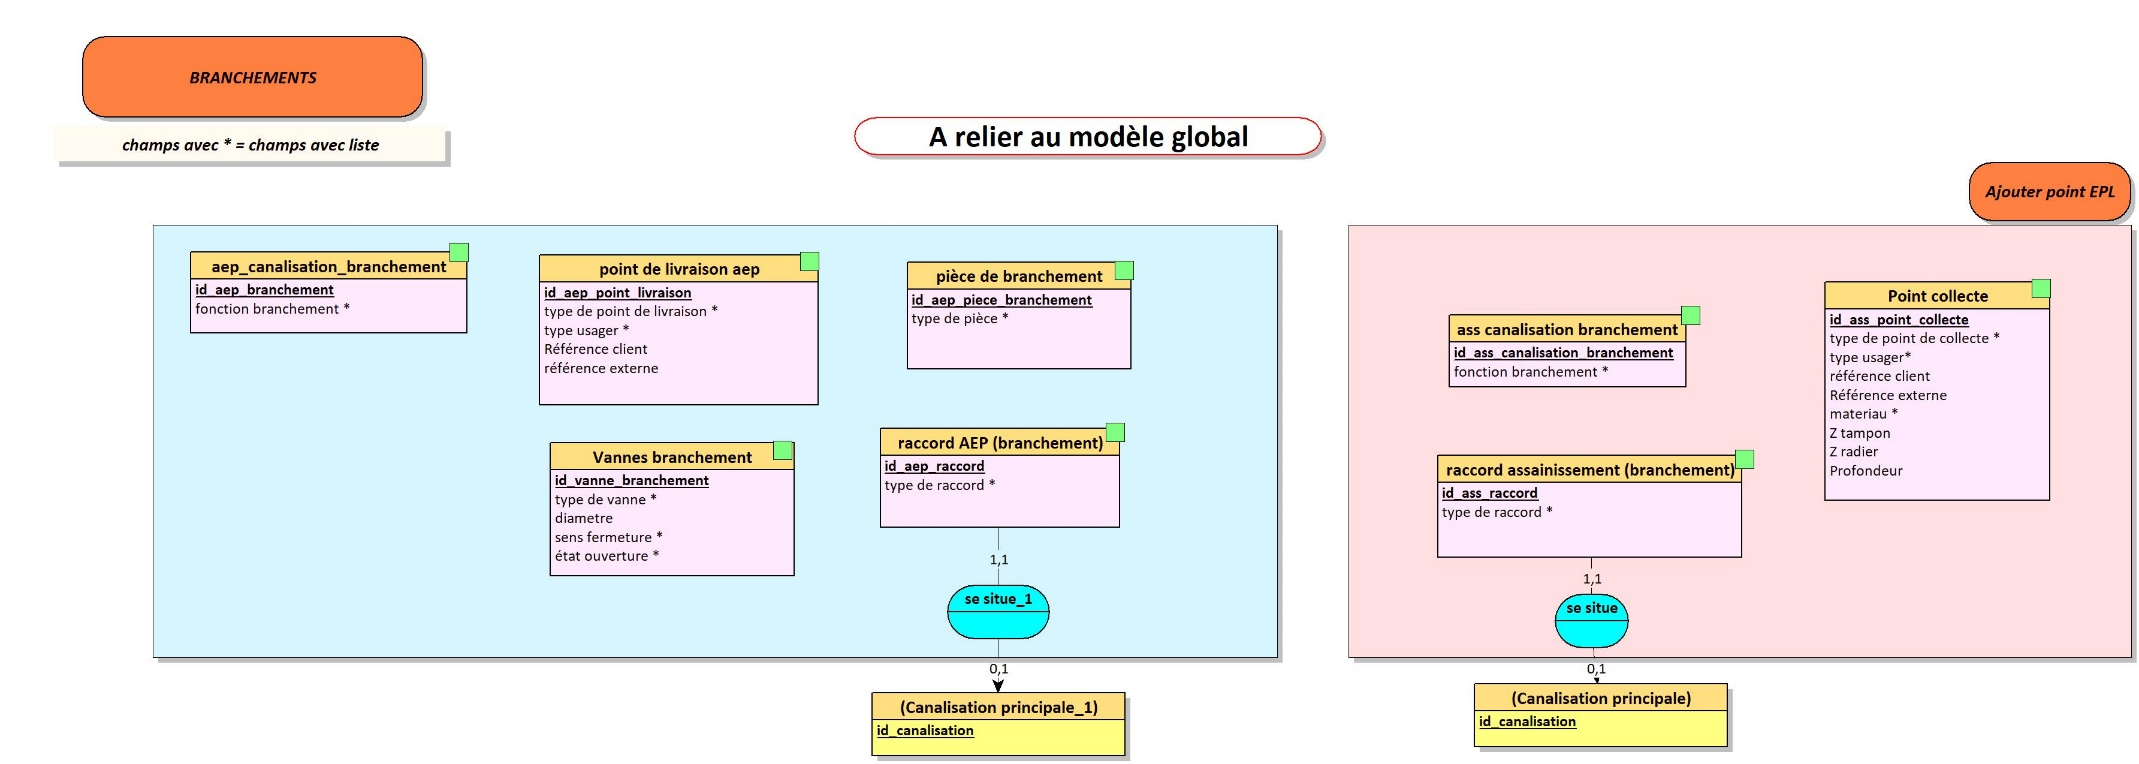 BRANCHEMENTS
champs avec * = champs avec liste
A relier au modèle global
Ajouter point EPL
aep_canalisation_branchement
id_aep_branchement
fonction branchement *
point de livraison aep
id_aep_point_livraison
type de point de livraison *
type usager *
Référence client
référence externe
pièce de branchement
id_aep_piece_branchement
type de pièce *
Vannes branchement
id_vanne_branchement
type de vanne *
diametre
sens fermeture *
état ouverture *
raccord AEP (branchement)
id_aep_raccord
type de raccord *
1,1
se situe_1
0,1
(Canalisation principale_1)
id_canalisation
ass canalisation branchement
id_ass_canalisation_branchement
fonction branchement *
Point collecte
id_ass_point_collecte
type de point de collecte *
type usager*
référence client
Référence externe
materiau *
Z tampon
Z radier
Profondeur
raccord assainissement (branchement)
id_ass_raccord
type de raccord *
1,1
se situe
0,1
(Canalisation principale)
id_canalisation